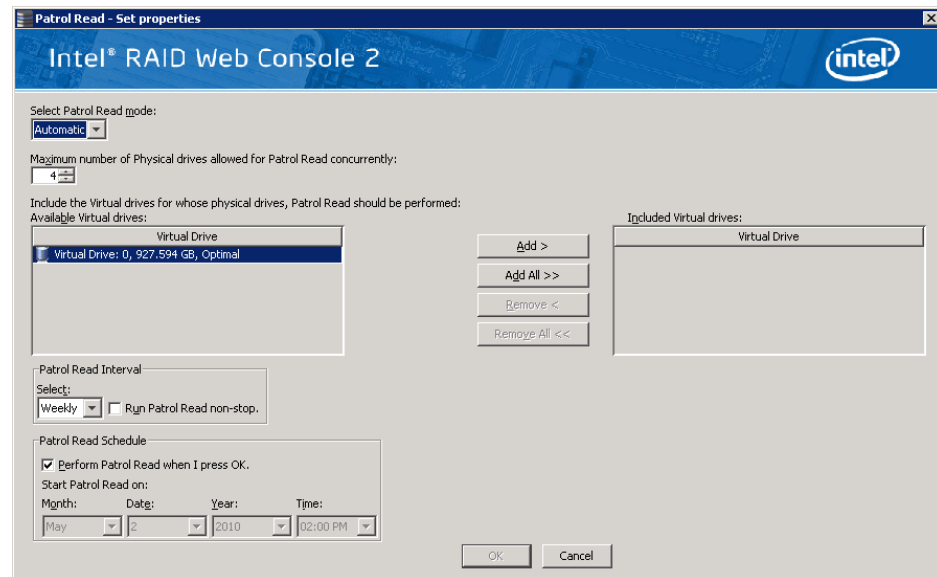 Patrol Read - Set properties
Intel® RAID Web Console 2
intel
Select Patrol Read mode:
Automatic
Maximum number of Physical drives allowed for Patrol Read concurrently:
4
Include the Virtual drives for whose physical drives, Patrol Read should be performed:
Available Virtual drives:
Included Virtual drives:
Virtual Drive
Virtual Drive
Virtual Drive: 0, 927.594 GB, Optimal
Add >
Add All >>
Remove <
Remove All <<
Patrol Read Interval
Select:
Weekly
Run Patrol Read non-stop.
Patrol Read Schedule
Perform Patrol Read when I press OK.
Start Patrol Read on:
Month: Date: Year: Time:
May 2 2010 02:00 PM
OK Cancel